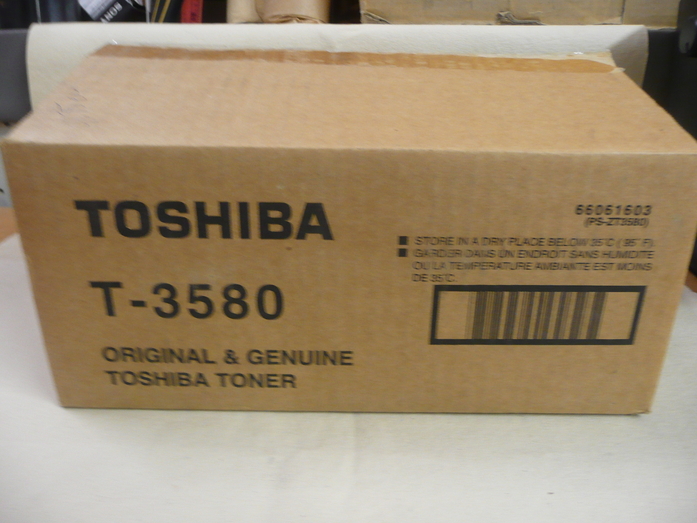 TOSHIBA
T-3580
ORIGINAL & GENUINE
TOSHIBA TONER
66061603
(PS-ZT3580)
STORE IN A DRY PLACE BELOW 35°C ( 95° F)
GARDER DANS UN ENDROIT SANS HUMIDITE
OU LA TEMPERATURE AMBIANTE EST MOINS
DE 35°C.